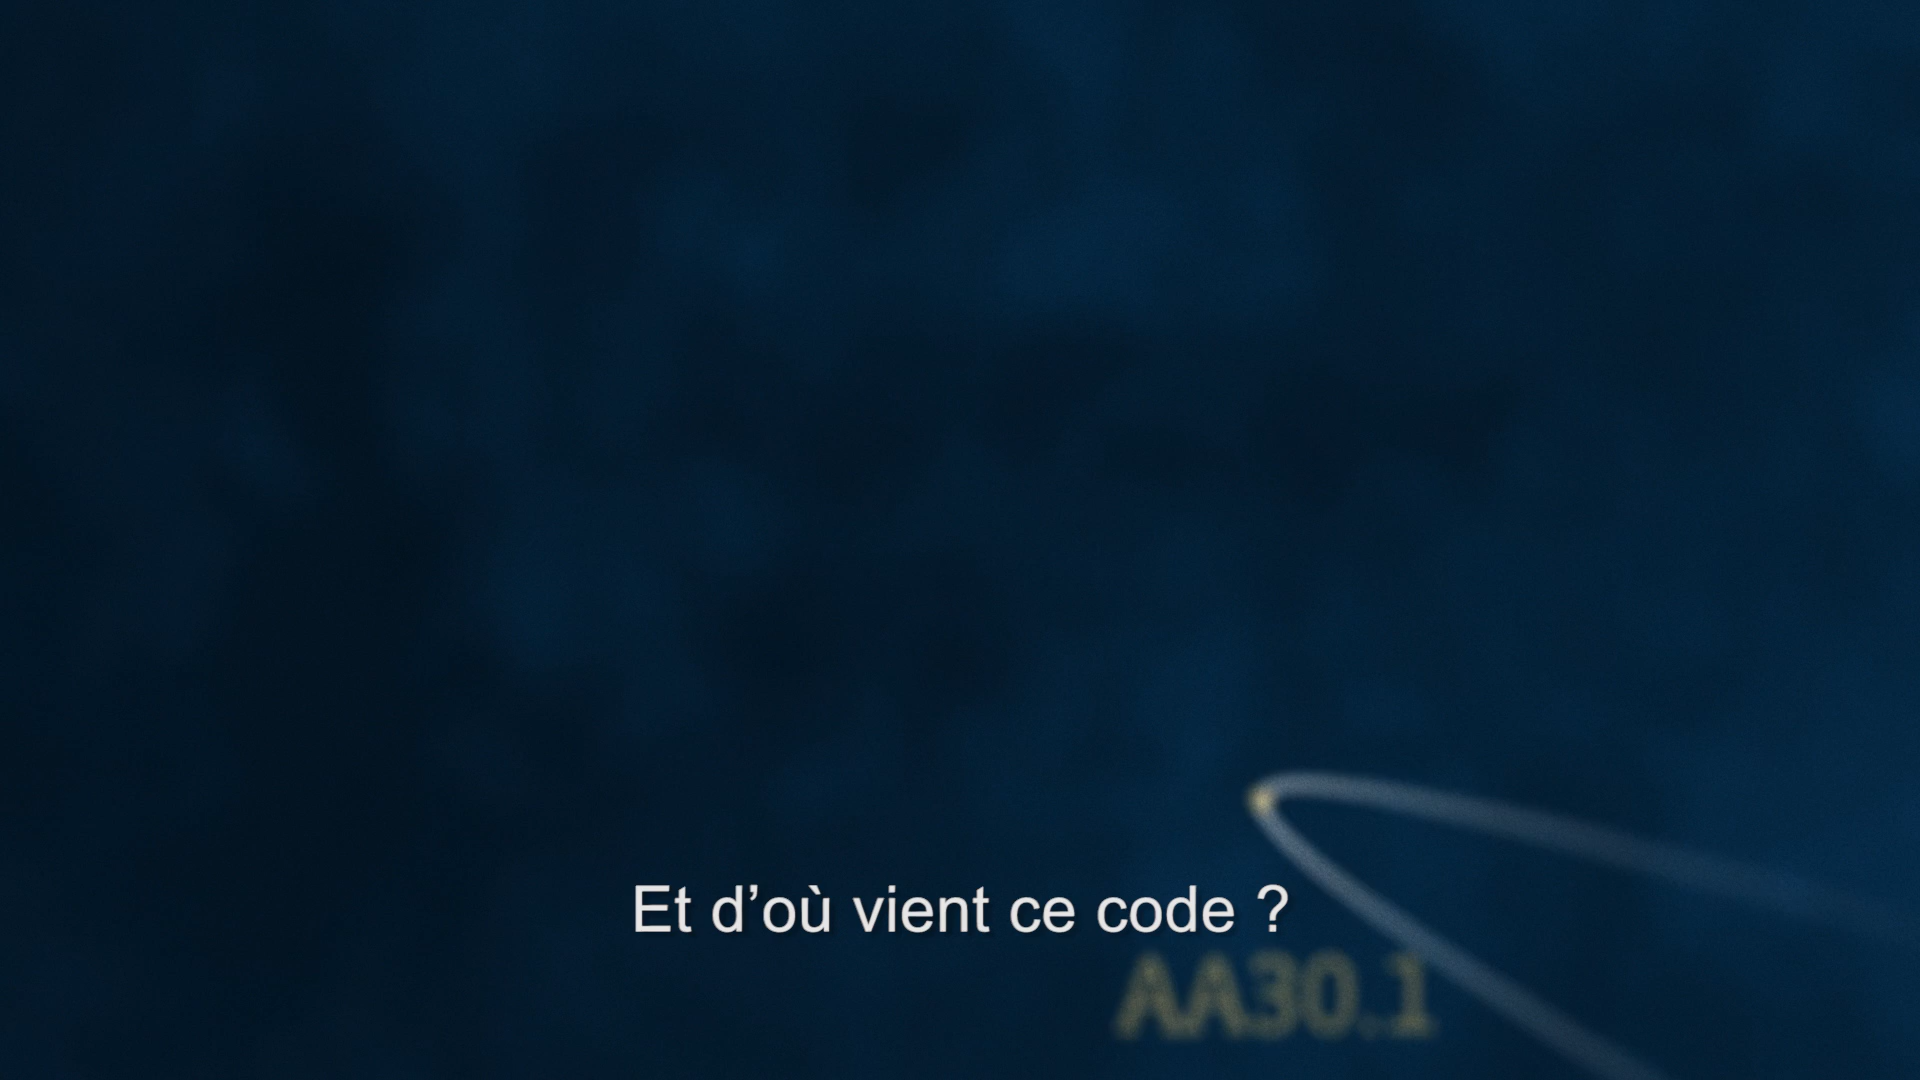 Et d’où vient ce code ?
AA30.1